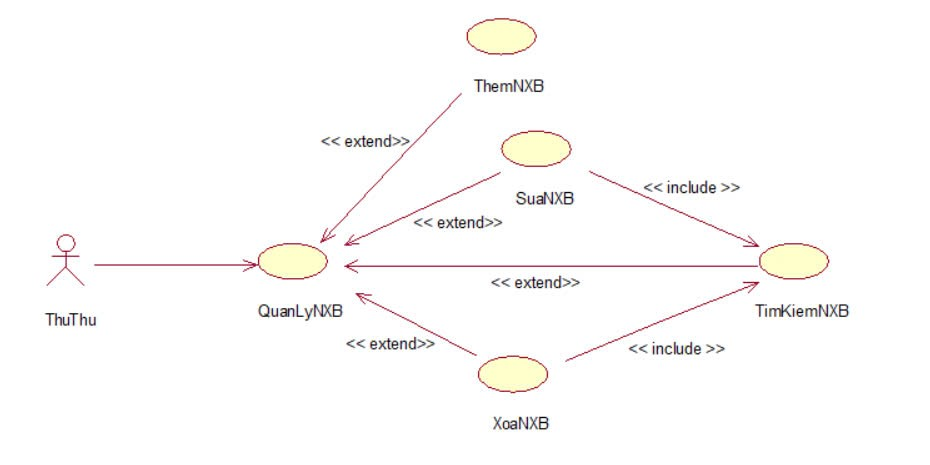 ThemNXB
<< extend>>
SuaNXB
<< include >>
<< extend>>
<< extend>>
QuanLyNXB
TimKiemNXB
ThuThu
<< extend>>
<< include >>
XoaNXB